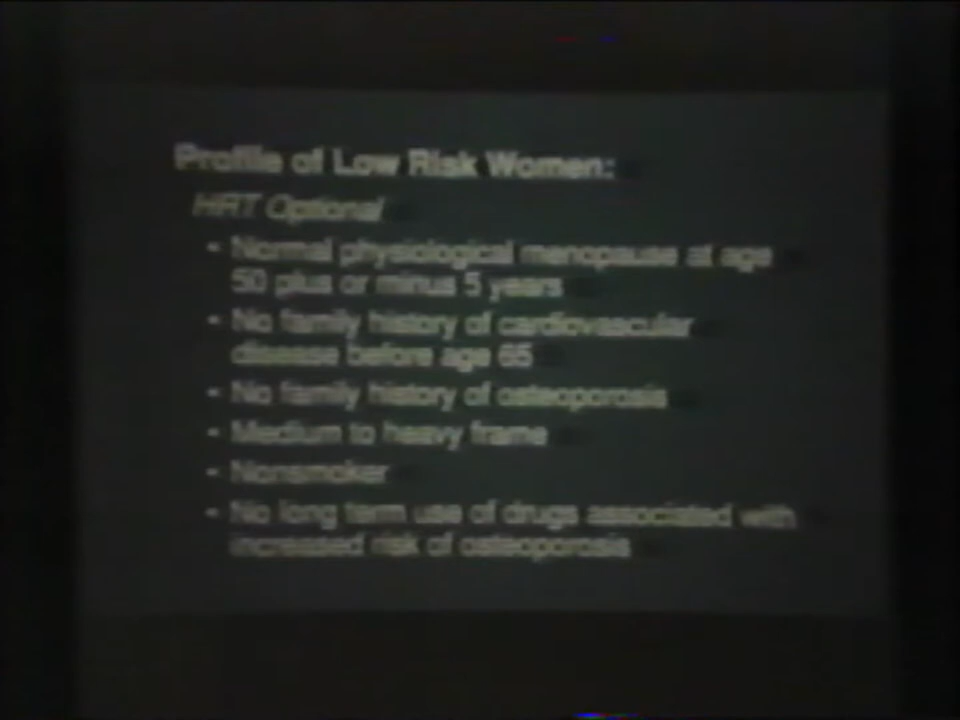 Profile of Low Risk Women:
HRT Optional
• Normal physiological menopause at age
50 plus or minus 5 years
• No family history of cardiovascular
disease before age 65
• No family history of osteoporosis
• Medium to heavy frame
• Nonsmoker
• No long term use of drugs associated with
increased risk of osteoporosis